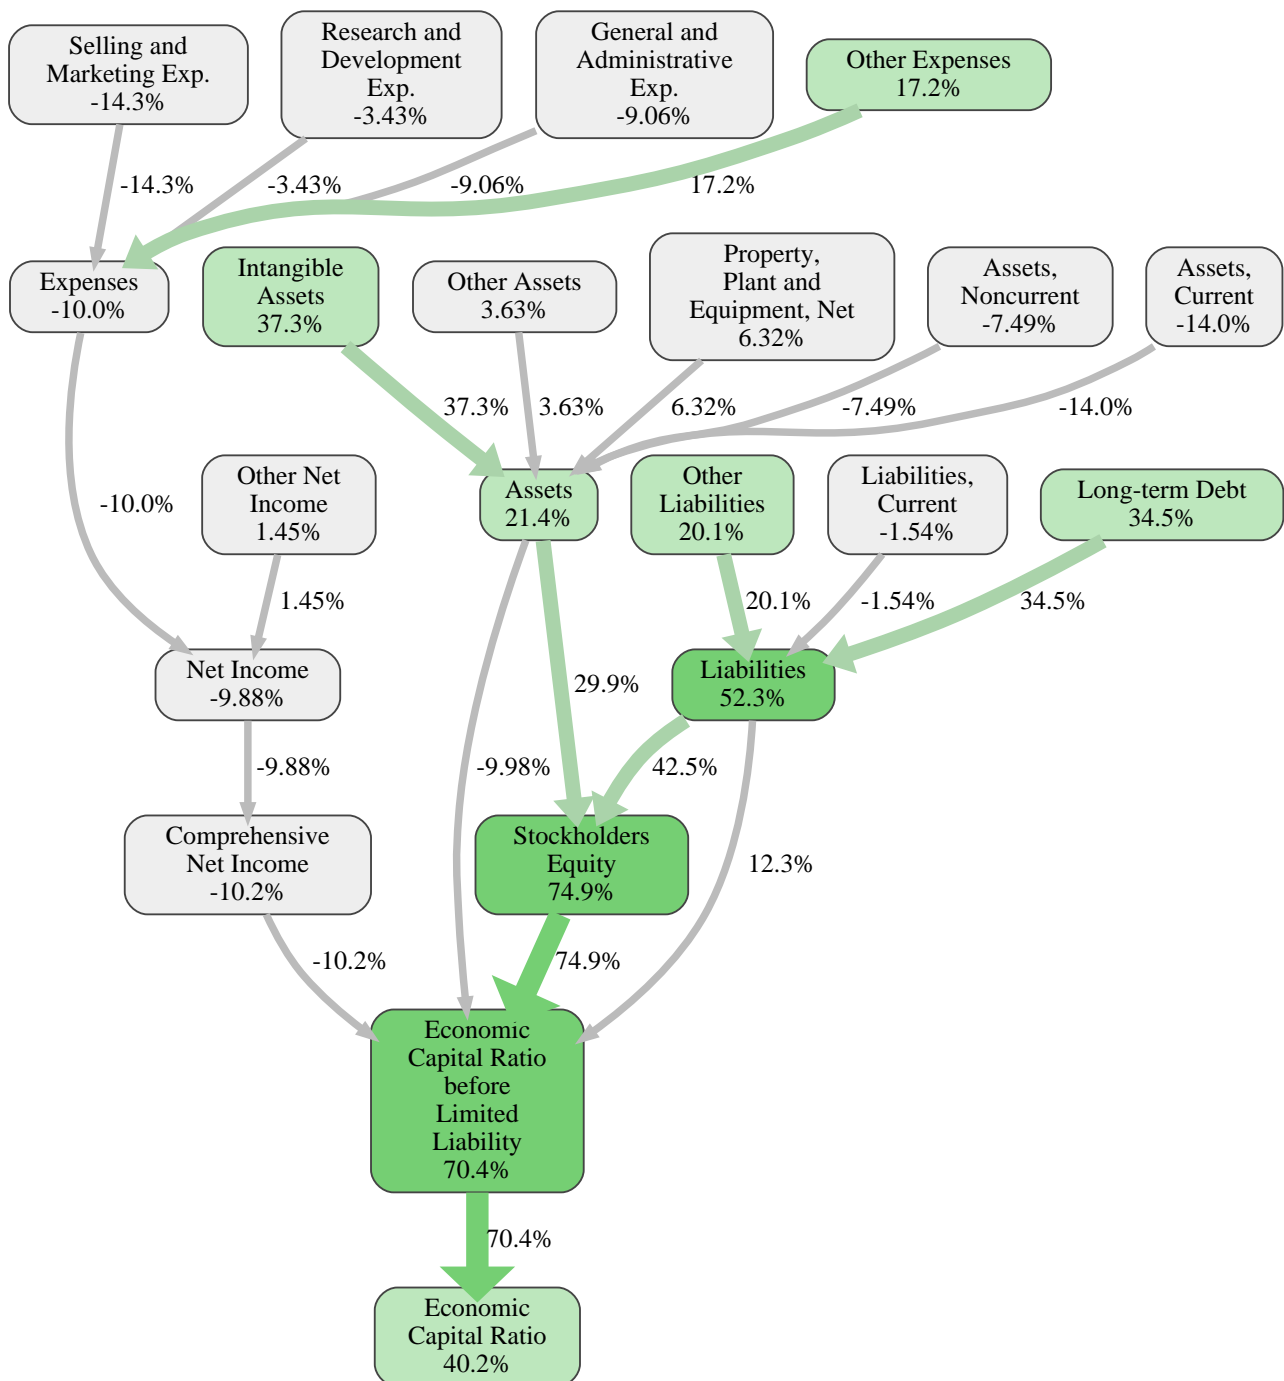 Selling and
Marketing Exp.
-14.3%
Research and
Development
Exp.
-3.43%
General and
Administrative
Exp.
-9.06%
Other Expenses
17.2%
-14.3%
-3.43%
-9.06%
17.2%
Expenses
-10.0%
Intangible
Assets
37.3%
Other Assets
3.63%
Property,
Plant and
Equipment, Net
6.32%
Assets,
Noncurrent
-7.49%
Assets,
Current
-14.0%
37.3%
3.63%
6.32%
-7.49%
-14.0%
-10.0%
Other Net
Income
1.45%
Assets
21.4%
Other
Liabilities
20.1%
Liabilities,
Current
-1.54%
Long-term Debt
34.5%
1.45%
20.1%
-1.54%
34.5%
Net Income
-9.88%
29.9%
Liabilities
52.3%
-9.88%
-9.98%
42.5%
Comprehensive
Net Income
-10.2%
Stockholders
Equity
74.9%
12.3%
-10.2%
74.9%
Economic
Capital Ratio
before
Limited
Liability
70.4%
70.4%
Economic
Capital Ratio
40.2%